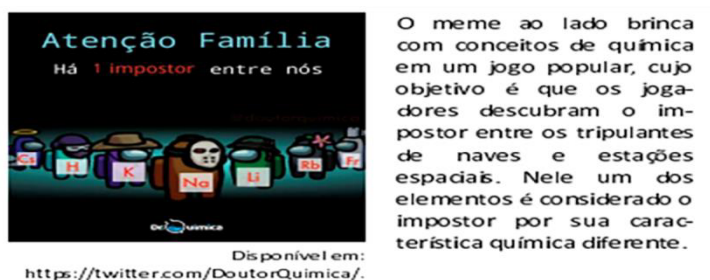 Atenção Família
Há 1 impostor entre nós
Cs
H
K
Na
Li
Rb
Fr
Dr. Química
Disponível em:
https://twitter.com/DoutorQuimica/.
O meme ao lado brinca
com conceitos de química
em um jogo popular, cujo
objetivo é que os joga-
dores descubram o im-
postor entre os tripulantes
de naves e estações
espaciais. Nele um dos
elementos é considerado o
impostor por sua carac-
terística química diferente.